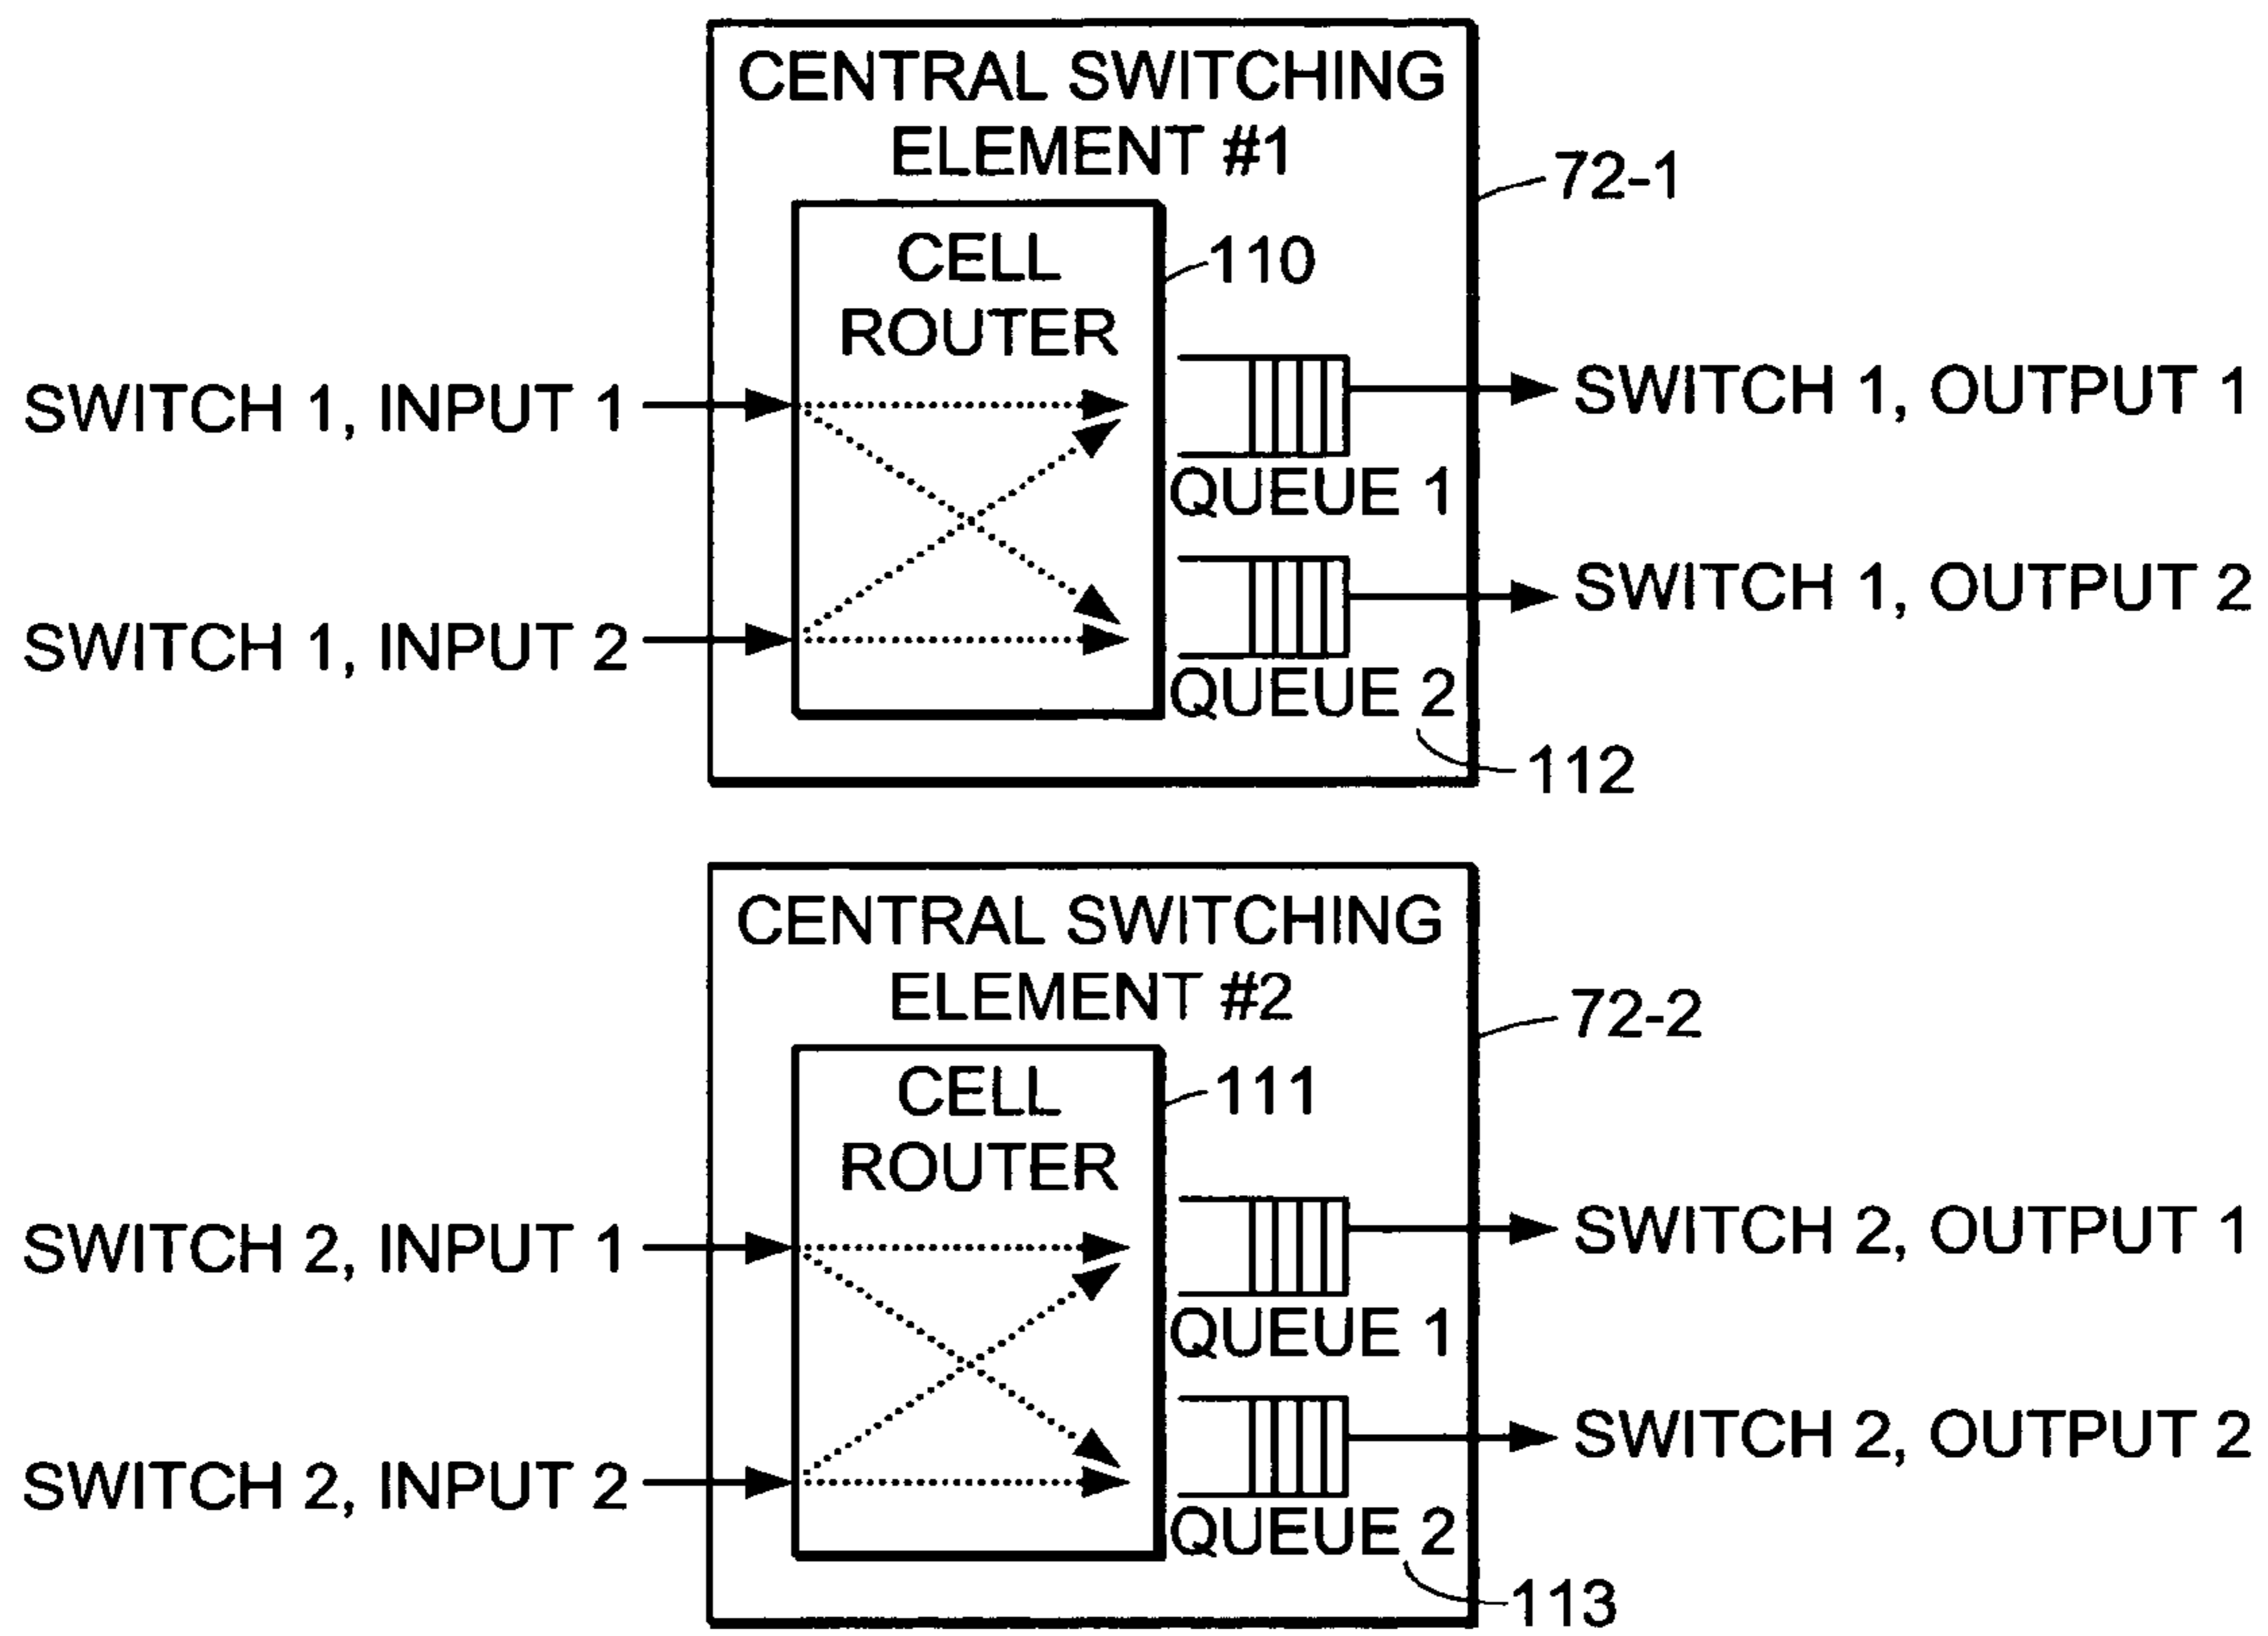 CENTRAL SWITCHING
ELEMENT #1
72-1
CELL
ROUTER
110
SWITCH 1, INPUT 1
SWITCH 1, OUTPUT 1
QUEUE 1
SWITCH 1, OUTPUT 2
SWITCH 1, INPUT 2
QUEUE 2
112
CENTRAL SWITCHING
ELEMENT #2
72-2
CELL
ROUTER
111
SWITCH 2, INPUT 1
SWITCH 2, OUTPUT 1
QUEUE 1
SWITCH 2, OUTPUT 2
SWITCH 2, INPUT 2
QUEUE 2
113